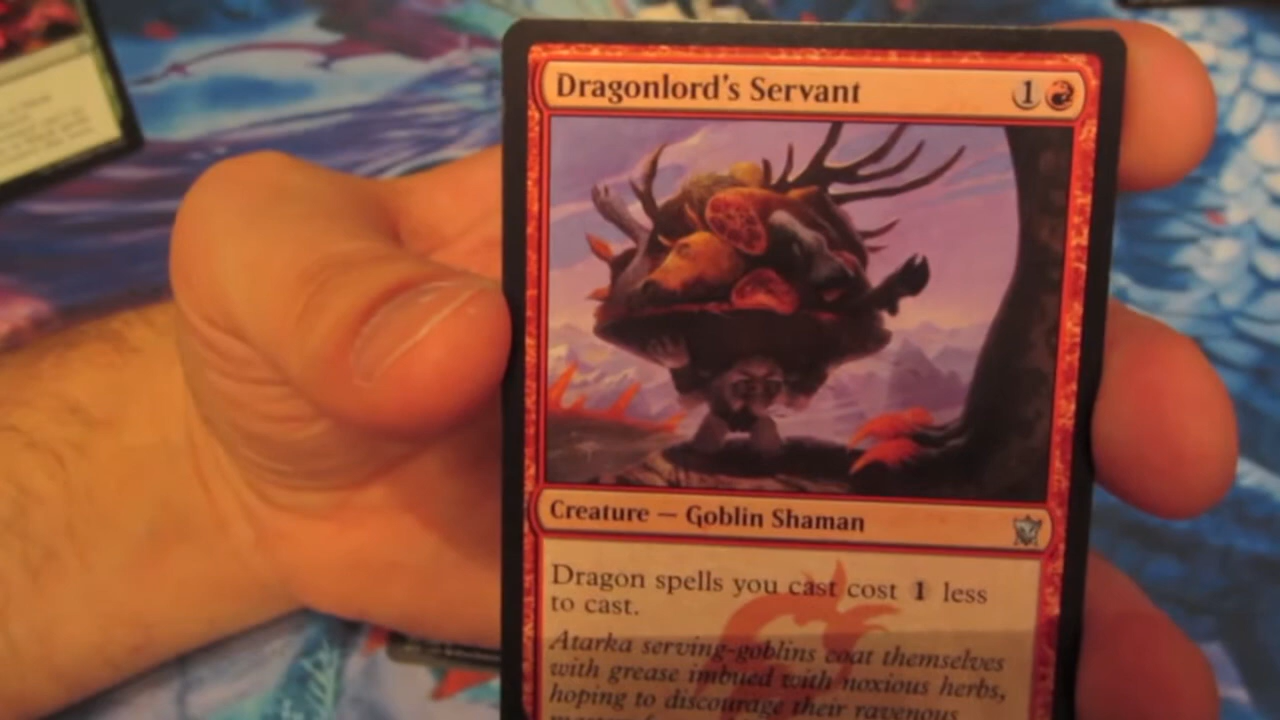 Dragonlord's Servant 1
Creature — Goblin Shaman
Dragon spells you cast cost 1 less
to cast.
Atarka serving-goblins coat themselves
with grease imbued with noxious herbs,
hoping to discourage their ravenous